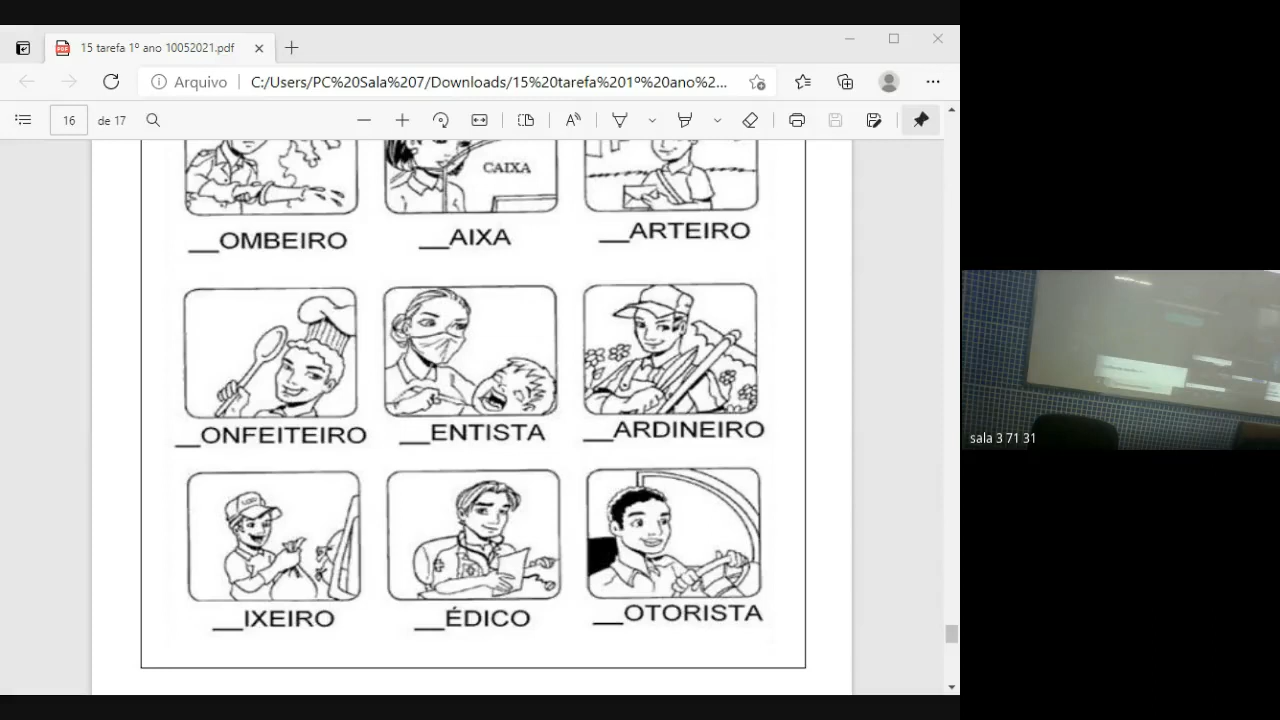 15 tarefa 1º ano 10052021.pdf
Arquivo
C:/Users/PC%20Sala%207/Downloads/15%20tarefa%201º%20ano%2...
16 de 17
CAIXA
__OMBEIRO __AIXA __ARTEIRO
__ONFEITEIRO __ENTISTA __ARDINEIRO
__IXEIRO __ÉDICO __OTORISTA
sala 3 71 31